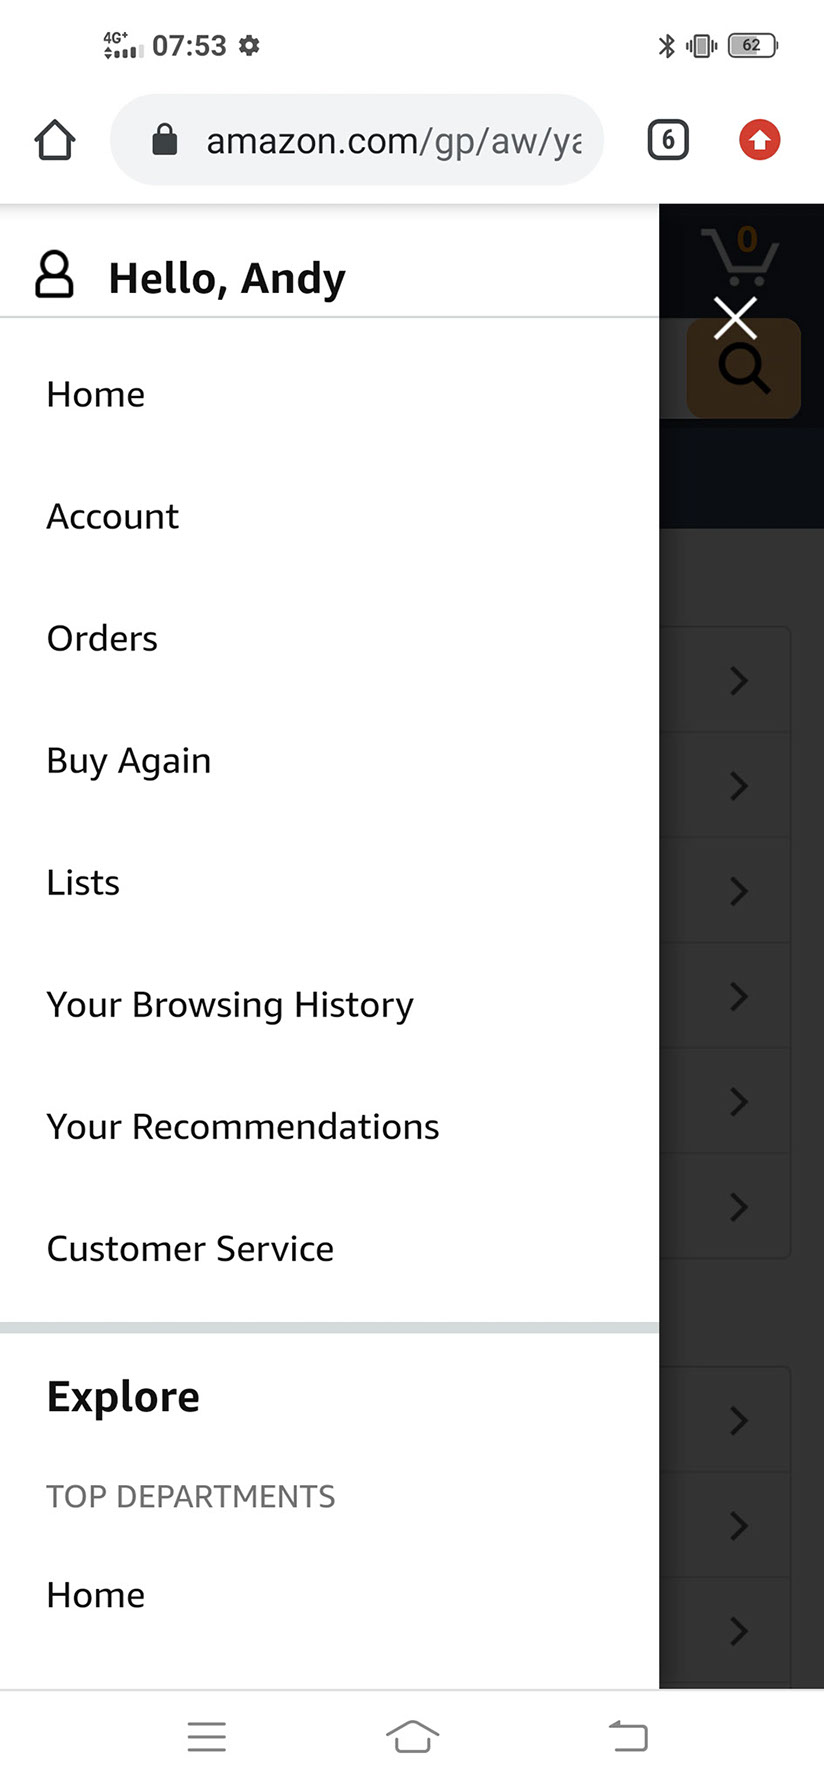 4G+ 07:53 62
amazon.com/gp/aw/ya
6
Hello, Andy
0
Home
Account
Orders
Buy Again
Lists
Your Browsing History
Your Recommendations
Customer Service
Explore
TOP DEPARTMENTS
Home